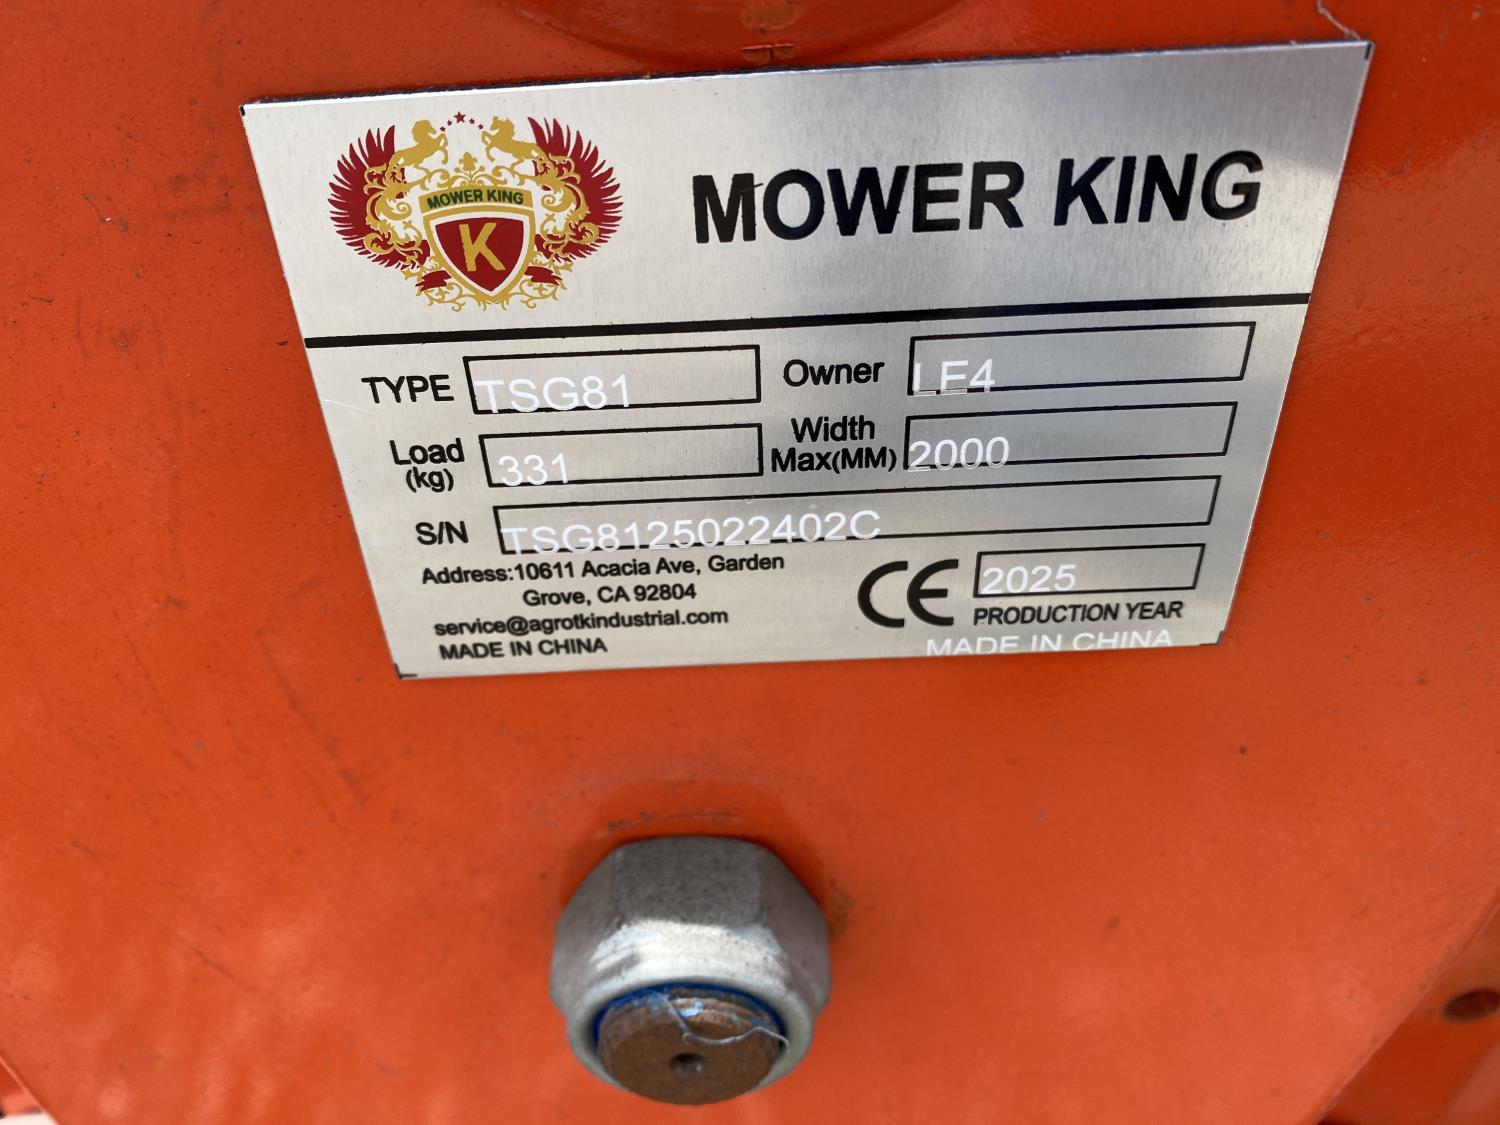 MOWER KING
K
MOWER KING
TYPE TSG81 Owner LE4
Load (kg) 331 Width Max(MM) 2000
S/N TSG8125022402C
Address:10611 Acacia Ave, Garden
Grove, CA 92804
service@agrotkindustrial.com
MADE IN CHINA
CE 2025
PRODUCTION YEAR
MADE IN CHINA